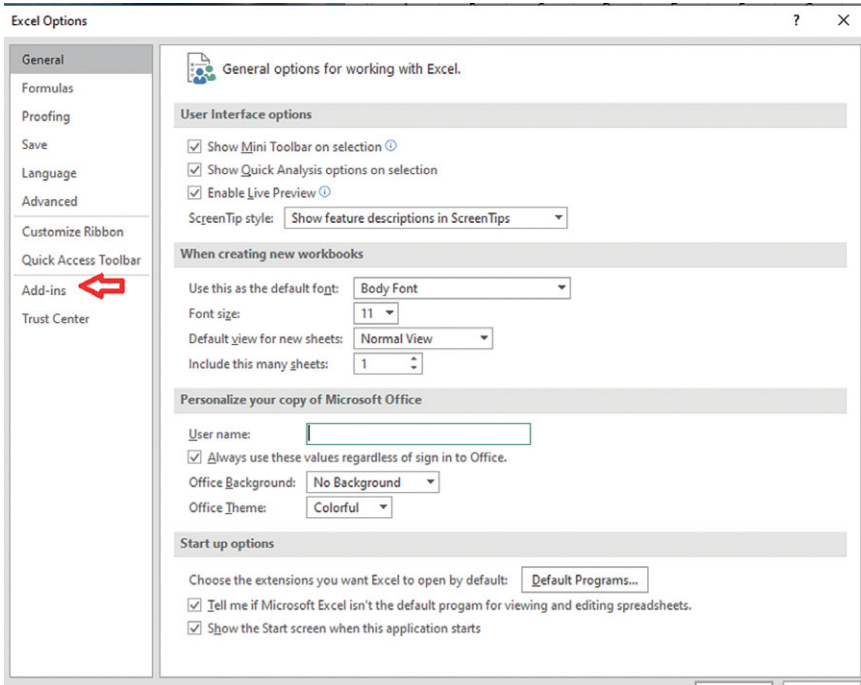 Excel Options
?
General
Formulas
Proofing
Save
Language
Advanced
Customize Ribbon
Quick Access Toolbar
Add-ins
Trust Center
General options for working with Excel.
User Interface options
Show Mini Toolbar on selection
Show Quick Analysis options on selection
Enable Live Preview
ScreenTip style: Show feature descriptions in ScreenTips
When creating new workbooks
Use this as the default font: Body Font
Font size: 11
Default view for new sheets: Normal View
Include this many sheets: 1
Personalize your copy of Microsoft Office
User name:
Always use these values regardless of sign in to Office.
Office Background: No Background
Office Theme: Colorful
Start up options
Choose the extensions you want Excel to open by default: Default Programs...
Tell me if Microsoft Excel isn't the default progam for viewing and editing spreadsheets.
Show the Start screen when this application starts